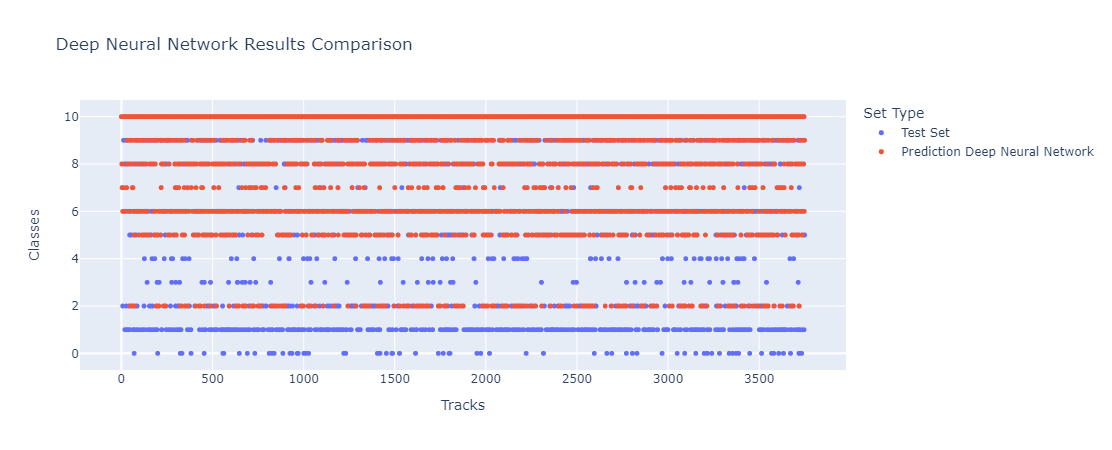 Deep Neural Network Results Comparison
Set Type
Test Set
Prediction Deep Neural Network
Classes
10
8
6
4
2
0
0 500 1000 1500 2000 2500 3000 3500
Tracks